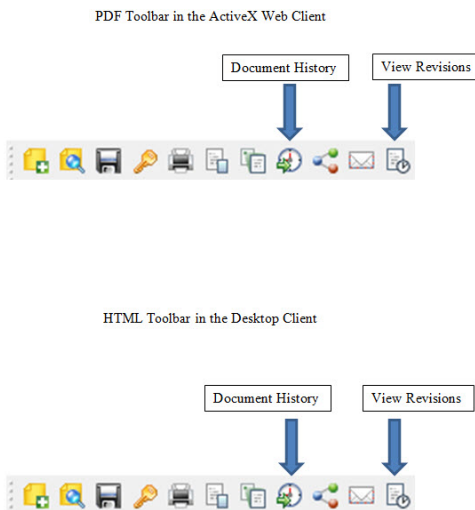 PDF Toolbar in the ActiveX Web Client
Document History
View Revisions
HTML Toolbar in the Desktop Client
Document History
View Revisions